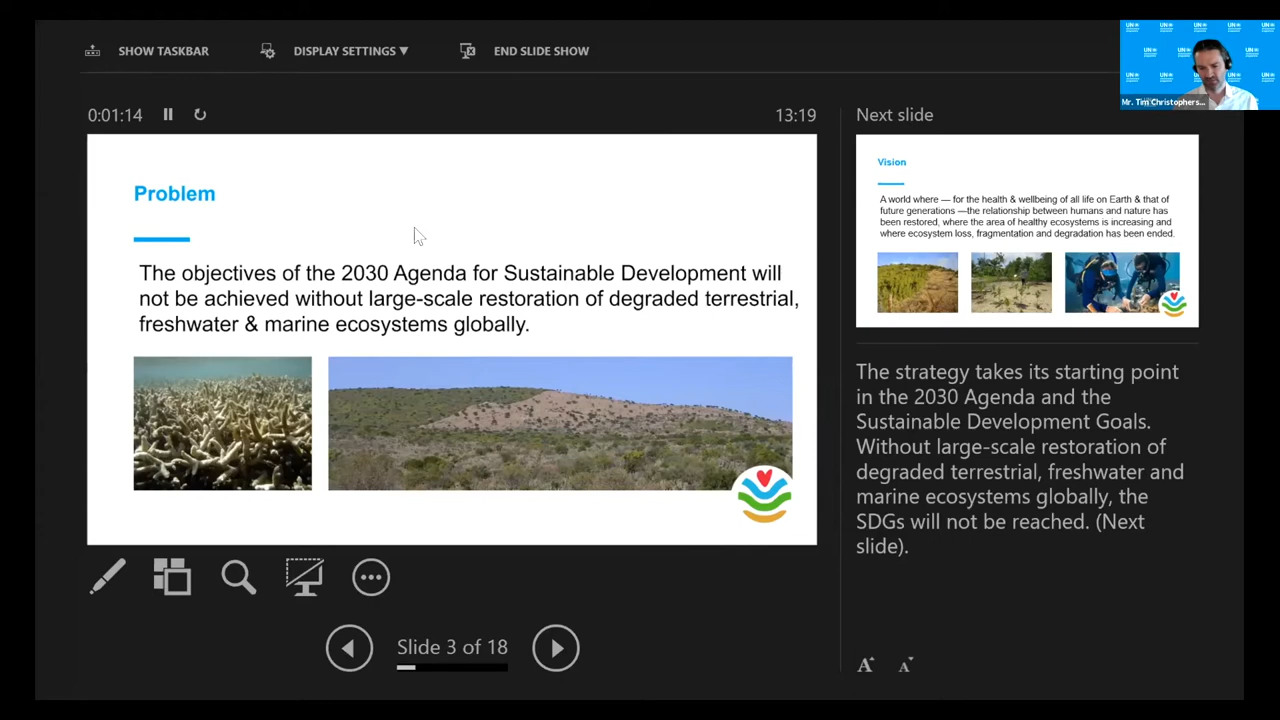 SHOW TASKBAR
DISPLAY SETTINGS ▼
END SLIDE SHOW
Mr. Tim Christophers...
0:01:14
13:19
Next slide
Problem
The objectives of the 2030 Agenda for Sustainable Development will
not be achieved without large-scale restoration of degraded terrestrial,
freshwater & marine ecosystems globally.
Vision
A world where — for the health & wellbeing of all life on Earth & that of
future generations —the relationship between humans and nature has
been restored, where the area of healthy ecosystems is increasing and
where ecosystem loss, fragmentation and degradation has been ended.
The strategy takes its starting point
in the 2030 Agenda and the
Sustainable Development Goals.
Without large-scale restoration of
degraded terrestrial, freshwater and
marine ecosystems globally, the
SDGs will not be reached. (Next
slide).
Slide 3 of 18
A A